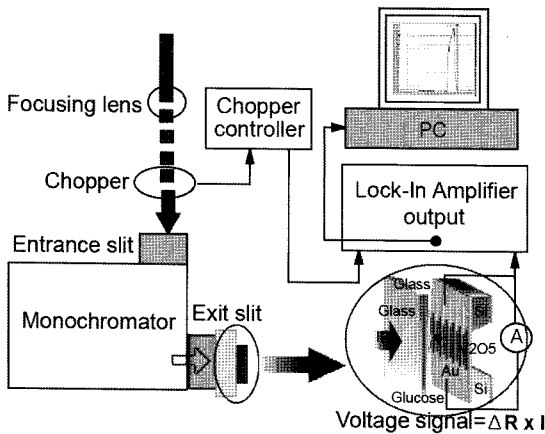 Focusing lens
Chopper
controller
PC
Chopper
Lock-In Amplifier
output
Entrance slit
Monochromator
Exit slit
Glass
Glass
Si
A
2O5
Au
Si
Glucose
Voltage signal=ΔR x I